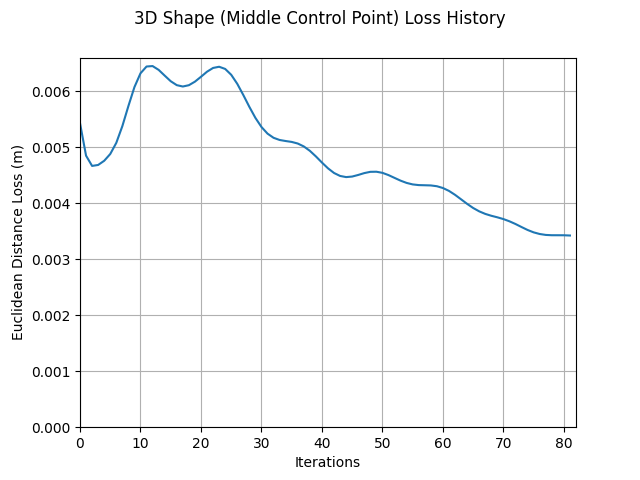 3D Shape (Middle Control Point) Loss History
Euclidean Distance Loss (m)
0.006
0.005
0.004
0.003
0.002
0.001
0.000
0 10 20 30 40 50 60 70 80
Iterations